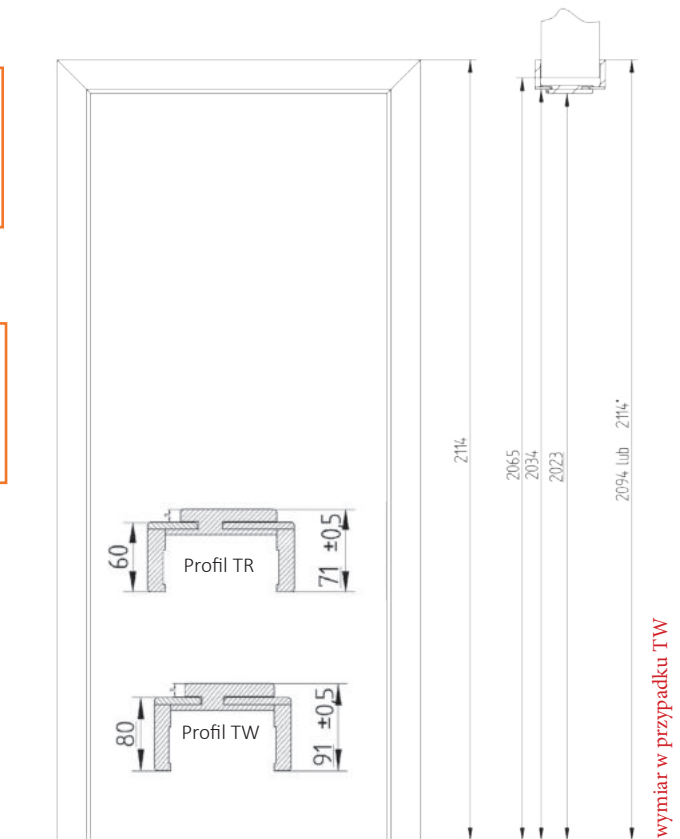 2114
2065
2034
2023
2094 lub 2114*
60
Profil TR
71 ±0,5
80
Profil TW
91 ±0,5
wymiar w przypadku TW